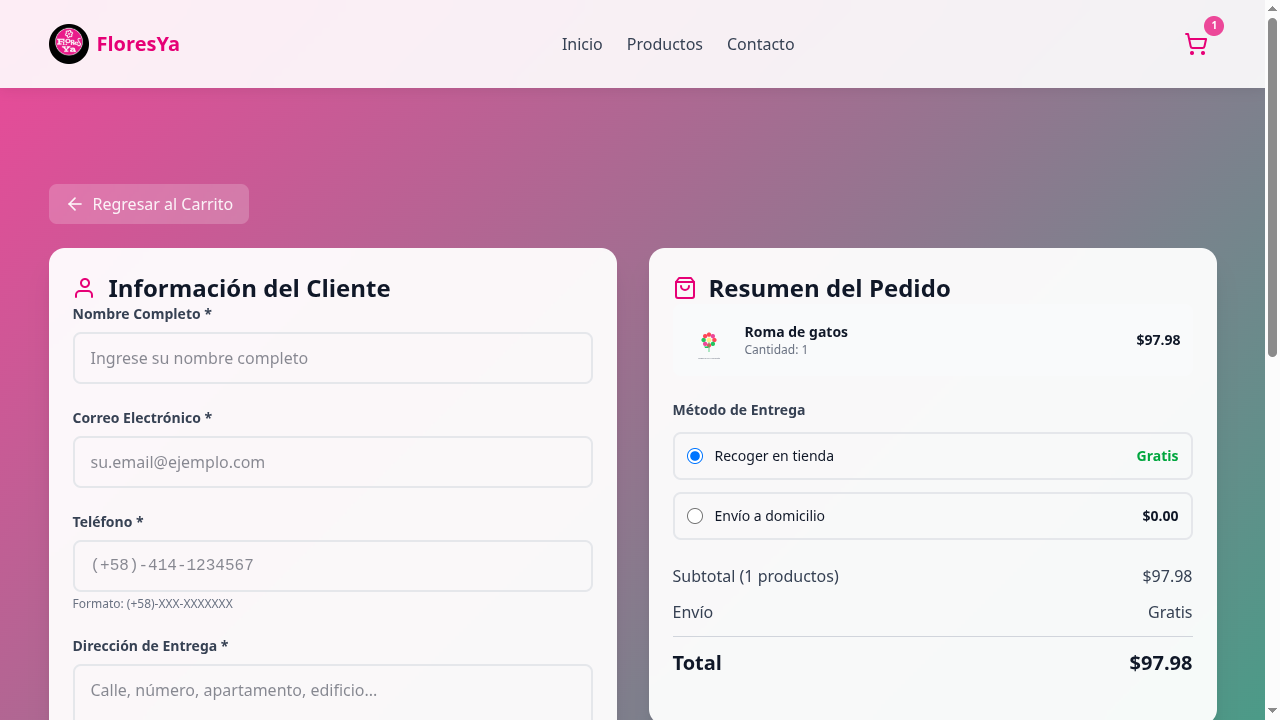 FLORES
Ya
FloresYa
Inicio
Productos
Contacto
1
Regresar al Carrito
Información del Cliente
Nombre Completo *
Ingrese su nombre completo
Correo Electrónico *
su.email@ejemplo.com
Teléfono *
(+58)-414-1234567
Formato: (+58)-XXX-XXXXXXX
Dirección de Entrega *
Calle, número, apartamento, edificio...
Resumen del Pedido
Roma de gatos
Cantidad: 1
$97.98
Método de Entrega
Recoger en tienda
Gratis
Envío a domicilio
$0.00
Subtotal (1 productos)
$97.98
Envío
Gratis
Total
$97.98